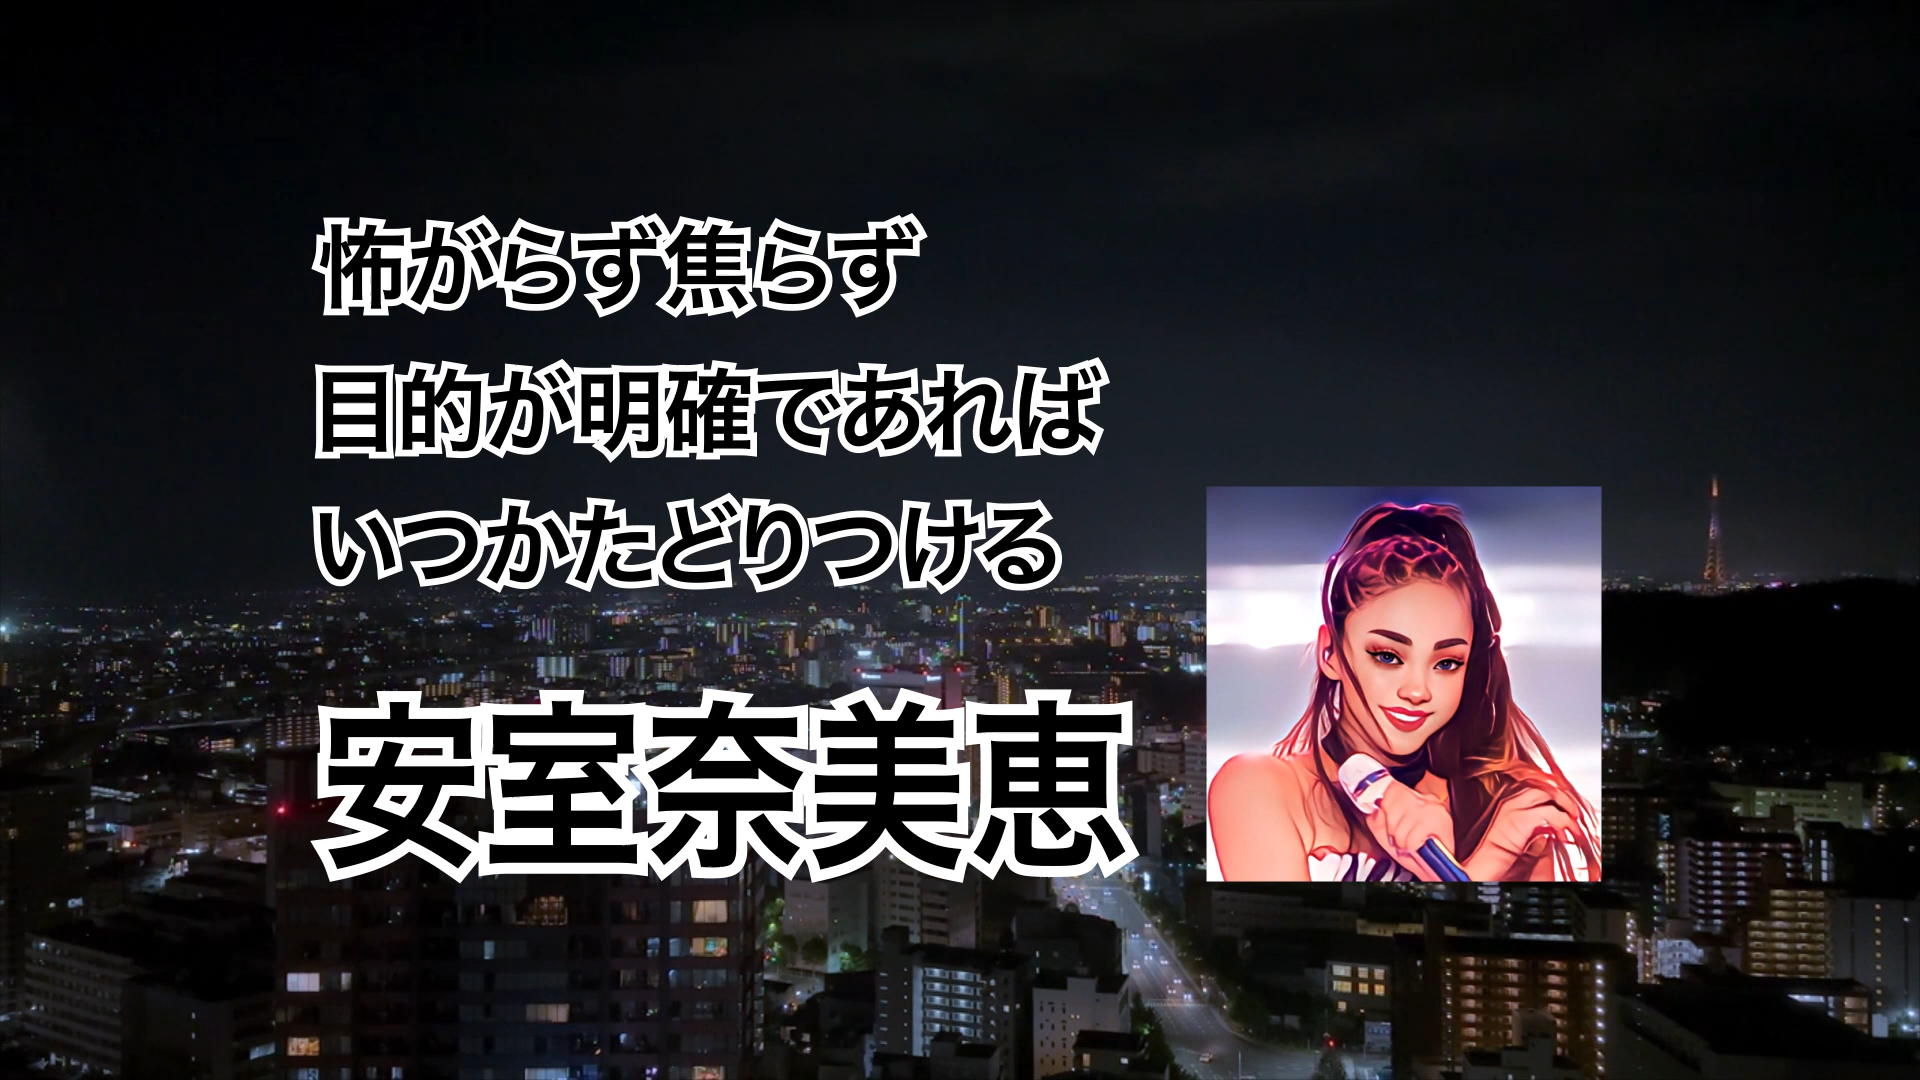 怖がらず焦らず
目的が明確であれば
いつかたどりつける
安室奈美恵